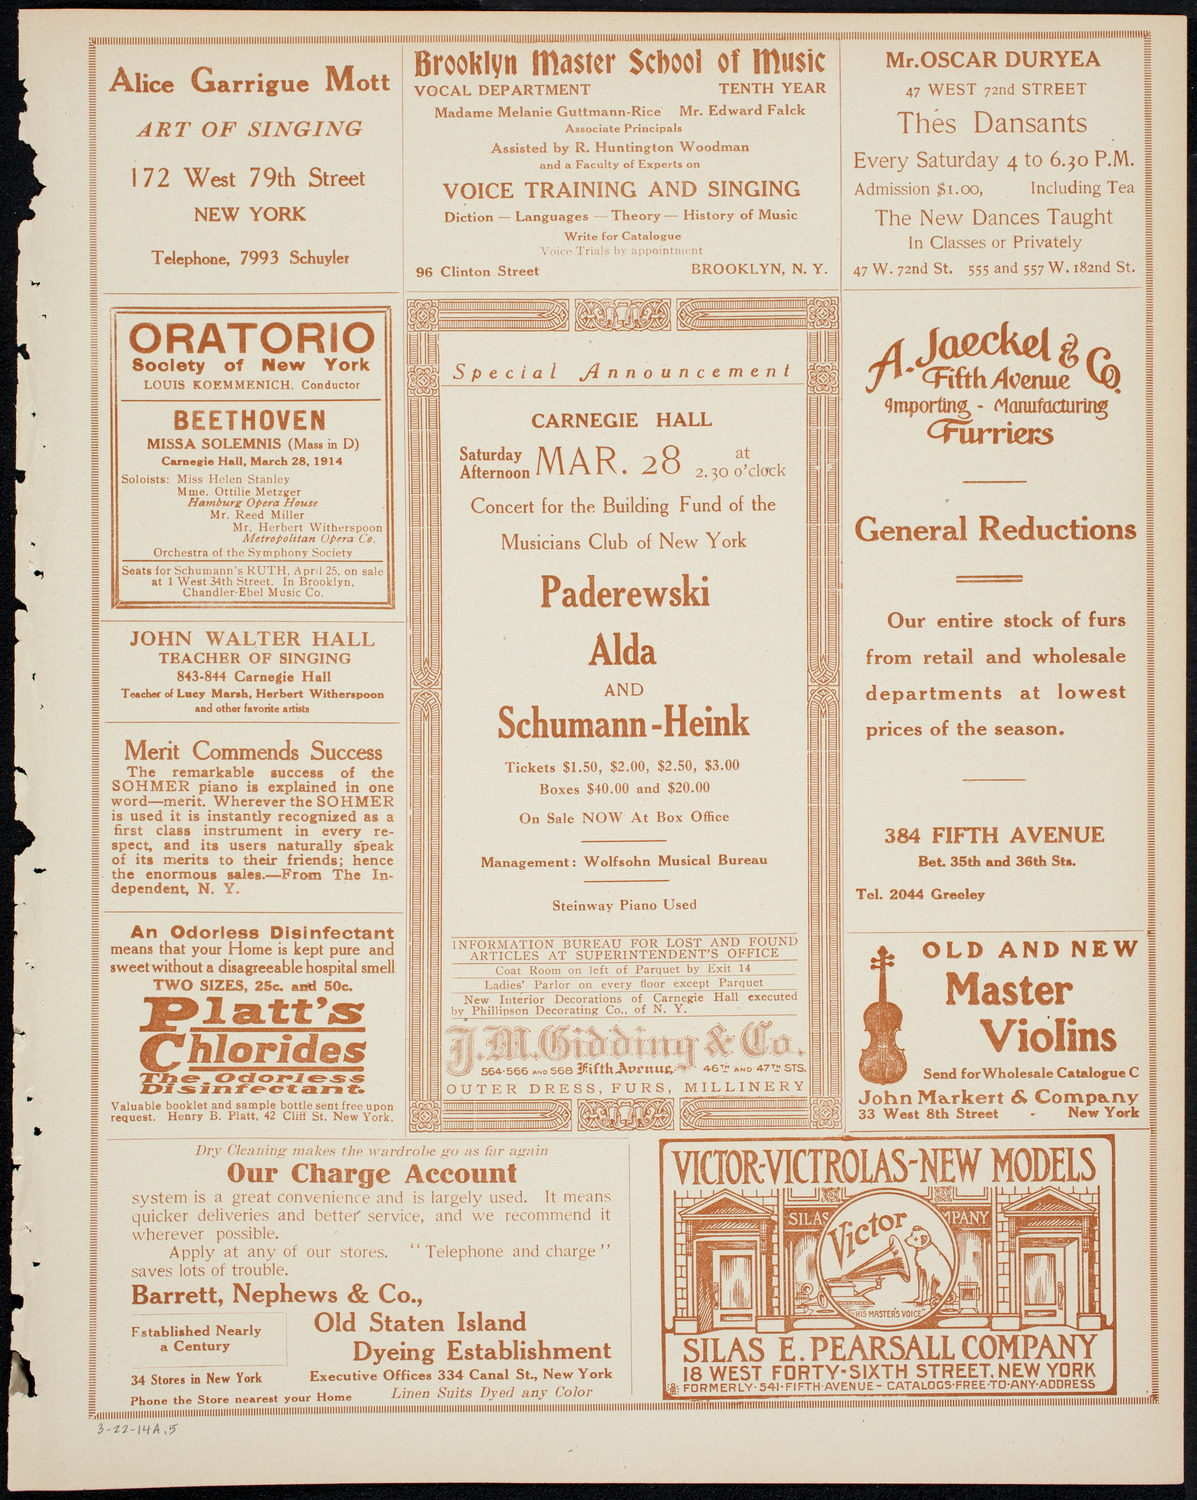 Alice Garrigue Mott
ART OF SINGING
172 West 79th Street
NEW YORK
Telephone, 7993 Schuyler
Brooklyn Master School of Music
VOCAL DEPARTMENT TENTH YEAR
Madame Melanie Guttmann-Rice Mr. Edward Falck
Associate Principals
Assisted by R. Huntington Woodman
and a Faculty of Experts on
VOICE TRAINING AND SINGING
Diction — Languages — Theory — History of Music
Write for Catalogue
Voice Trials by appointment
96 Clinton Street BROOKLYN, N. Y.
Mr. OSCAR DURYEA
47 WEST 72nd STREET
Thés Dansants
Every Saturday 4 to 6.30 P.M.
Admission $1.00, Including Tea
The New Dances Taught
In Classes or Privately
47 W. 72nd St. 555 and 557 W. 182nd St.
ORATORIO
Society of New York
LOUIS KOEMMENICH, Conductor
BEETHOVEN
MISSA SOLEMNIS (Mass in D)
Carnegie Hall, March 28, 1914
Soloists: Miss Helen Stanley
Mme. Ottilie Metzger
Hamburg Opera House
Mr. Reed Miller
Mr. Herbert Witherspoon
Metropolitan Opera Co.
Orchestra of the Symphony Society
Seats for Schumann's RUTH, April 25, on sale
at 1 West 34th Street. In Brooklyn,
Chandler-Ebel Music Co.
JOHN WALTER HALL
TEACHER OF SINGING
843-844 Carnegie Hall
Teacher of Lucy Marsh, Herbert Witherspoon
and other favorite artists
Merit Commends Success
The remarkable success of the
SOHMER piano is explained in one
word—merit. Wherever the SOHMER
is used it is instantly recognized as a
first class instrument in every re-
spect, and its users naturally speak
of its merits to their friends; hence
the enormous sales.—From The In-
dependent, N. Y.
An Odorless Disinfectant
means that your Home is kept pure and
sweet without a disagreeable hospital smell
TWO SIZES, 25c. and 50c.
Platt's
Chlorides
The Odorless
Disinfectant.
Valuable booklet and sample bottle sent free upon
request. Henry B. Platt, 42 Cliff St. New York.
Special Announcement
CARNEGIE HALL
Saturday Afternoon MAR. 28 at 2.30 o'clock
Concert for the Building Fund of the
Musicians Club of New York
Paderewski
Alda
AND
Schumann-Heink
Tickets $1.50, $2.00, $2.50, $3.00
Boxes $40.00 and $20.00
On Sale NOW At Box Office
Management: Wolfsohn Musical Bureau
Steinway Piano Used
INFORMATION BUREAU FOR LOST AND FOUND
ARTICLES AT SUPERINTENDENT'S OFFICE
Coat Room on left of Parquet by Exit 14
Ladies' Parlor on every floor except Parquet
New Interior Decorations of Carnegie Hall executed
by Phillipsen Decorating Co., of N. Y.
J.M. Gidding & Co.
564-566 AND 568 Fifth Avenue, 46TH AND 47TH STS.
OUTER DRESS, FURS, MILLINERY
A. Jaeckel & Co.
Fifth Avenue
Importing - Manufacturing
Furriers
General Reductions
Our entire stock of furs
from retail and wholesale
departments at lowest
prices of the season.
384 FIFTH AVENUE
Bet. 35th and 36th Sts.
Tel. 2044 Greeley
OLD AND NEW
Master
Violins
Send for Wholesale Catalogue C
John Markert & Company
33 West 8th Street - New York
Dry Cleaning makes the wardrobe go as far again
Our Charge Account
system is a great convenience and is largely used. It means
quicker deliveries and better service, and we recommend it
wherever possible.
Apply at any of our stores. "Telephone and charge"
saves lots of trouble.
Barrett, Nephews & Co.,
Old Staten Island
Dyeing Establishment
Established Nearly
a Century
34 Stores in New York
Executive Offices 334 Canal St., New York
Phone the Store nearest your Home
Linen Suits Dyed any Color
VICTOR-VICTROLAS-NEW MODELS
SILAS MPANY
Victor
"HIS MASTER'S VOICE"
SILAS E. PEARSALL COMPANY
18 WEST FORTY-SIXTH STREET, NEW YORK
FORMERLY·541·FIFTH·AVENUE – CATALOGS·FREE·TO·ANY·ADDRESS
3-22-14A.5